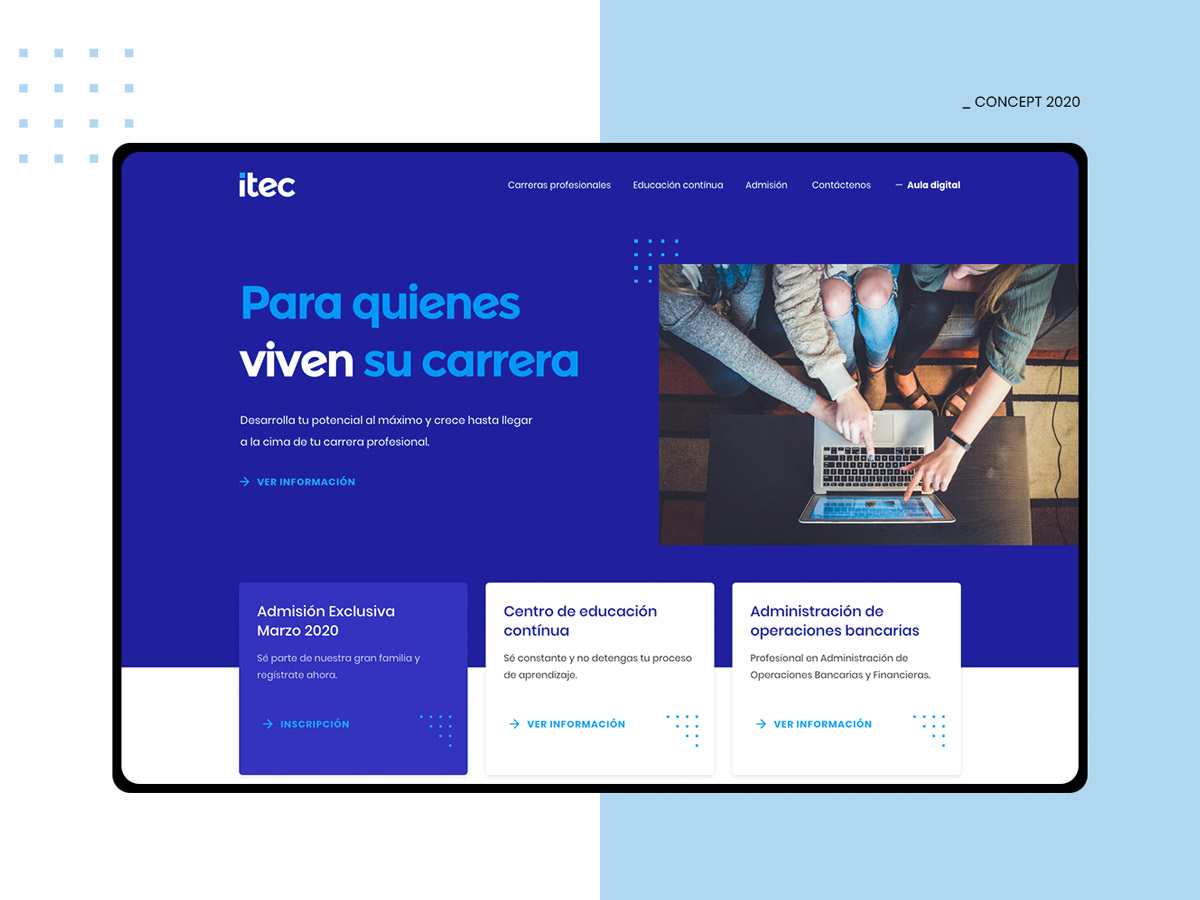 _ CONCEPT 2020
itec
Carreras profesionales
Educación contínua
Admisión
Contáctenos
— Aula digital
Para quienes
viven su carrera
Desarrolla tu potencial al máximo y crece hasta llegar
a la cima de tu carrera profesional.
→ VER INFORMACIÓN
Admisión Exclusiva
Marzo 2020
Sé parte de nuestra gran familia y
regístrate ahora.
→ INSCRIPCIÓN
Centro de educación
contínua
Sé constante y no detengas tu proceso
de aprendizaje.
→ VER INFORMACIÓN
Administración de
operaciones bancarias
Profesional en Administración de
Operaciones Bancarias y Financieras.
→ VER INFORMACIÓN